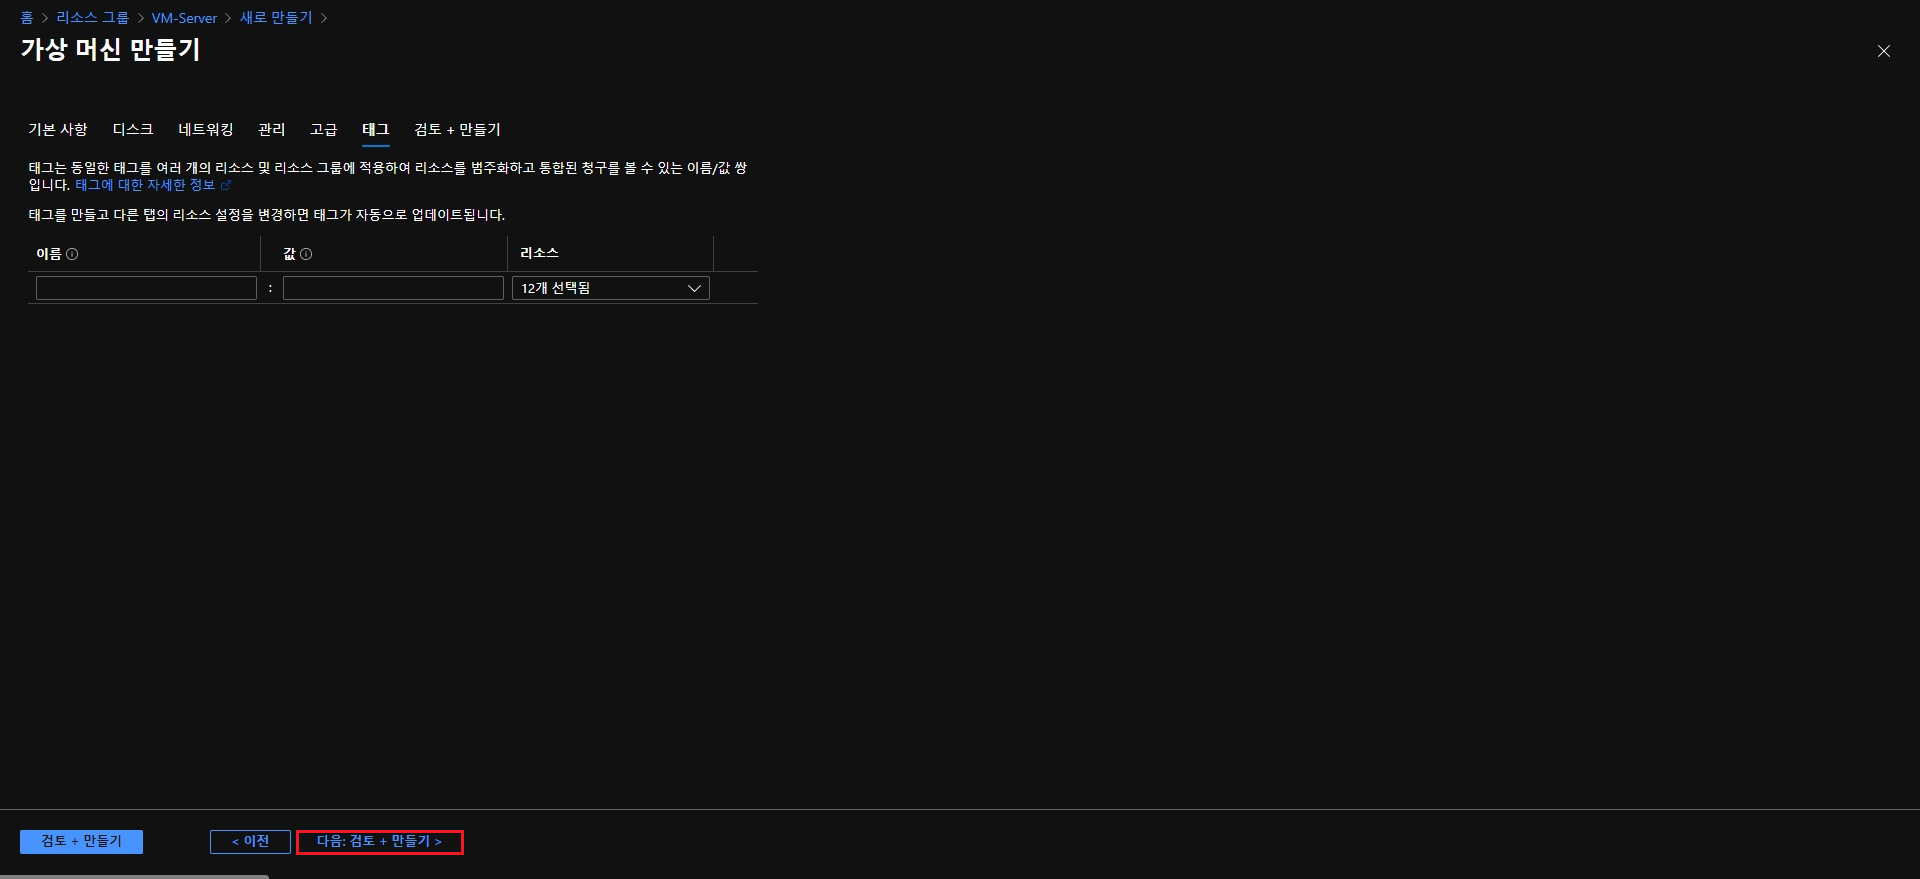 홈 > 리소스 그룹 > VM-Server > 새로 만들기 >
가상 머신 만들기
기본 사항 디스크 네트워킹 관리 고급 태그 검토 + 만들기
태그는 동일한 태그를 여러 개의 리소스 및 리소스 그룹에 적용하여 리소스를 범주화하고 통합된 청구를 볼 수 있는 이름/값 쌍
입니다. 태그에 대한 자세한 정보
태그를 만들고 다른 탭의 리소스 설정을 변경하면 태그가 자동으로 업데이트됩니다.
이름 값 리소스
: 12개 선택됨
검토 + 만들기 < 이전 다음: 검토 + 만들기 >